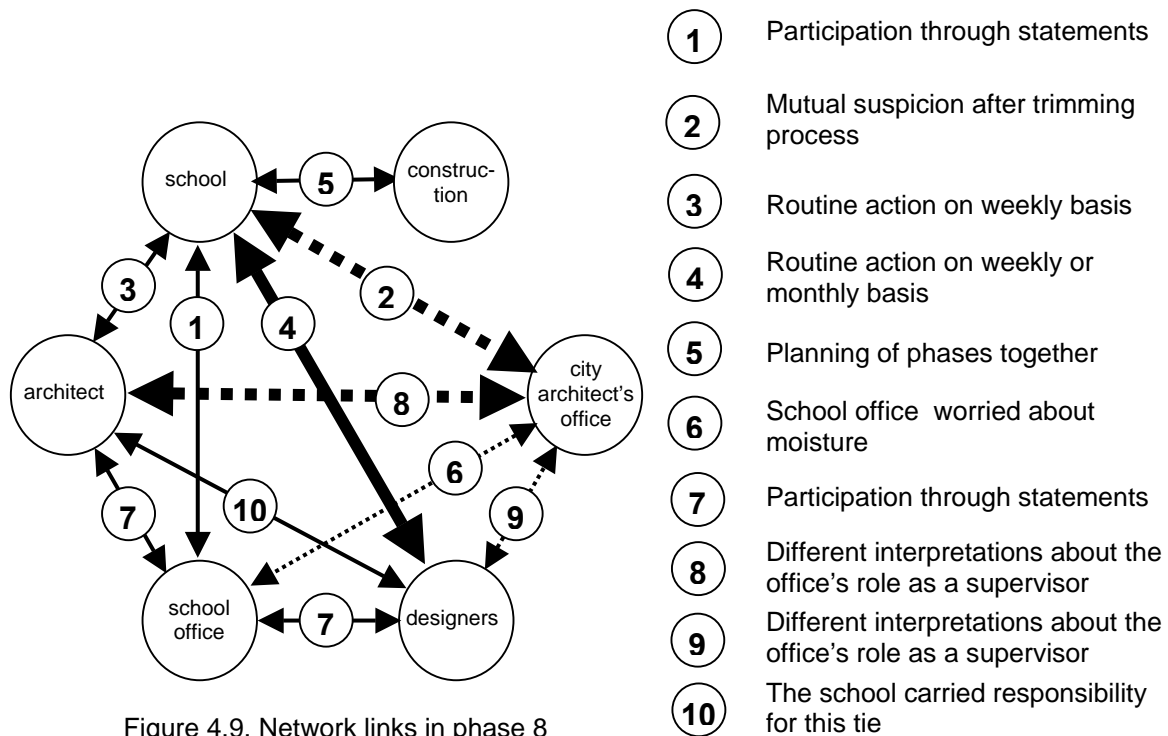 school
construc-
tion
architect
city
architect's
office
school
office
designers
5
3
1
4
2
8
6
10
7
9
7
Figure 4.9. Network links in phase 8
1 Participation through statements
2 Mutual suspicion after trimming
process
3 Routine action on weekly basis
4 Routine action on weekly or
monthly basis
5 Planning of phases together
6 School office worried about
moisture
7 Participation through statements
8 Different interpretations about the
office's role as a supervisor
9 Different interpretations about the
office's role as a supervisor
10 The school carried responsibility
for this tie